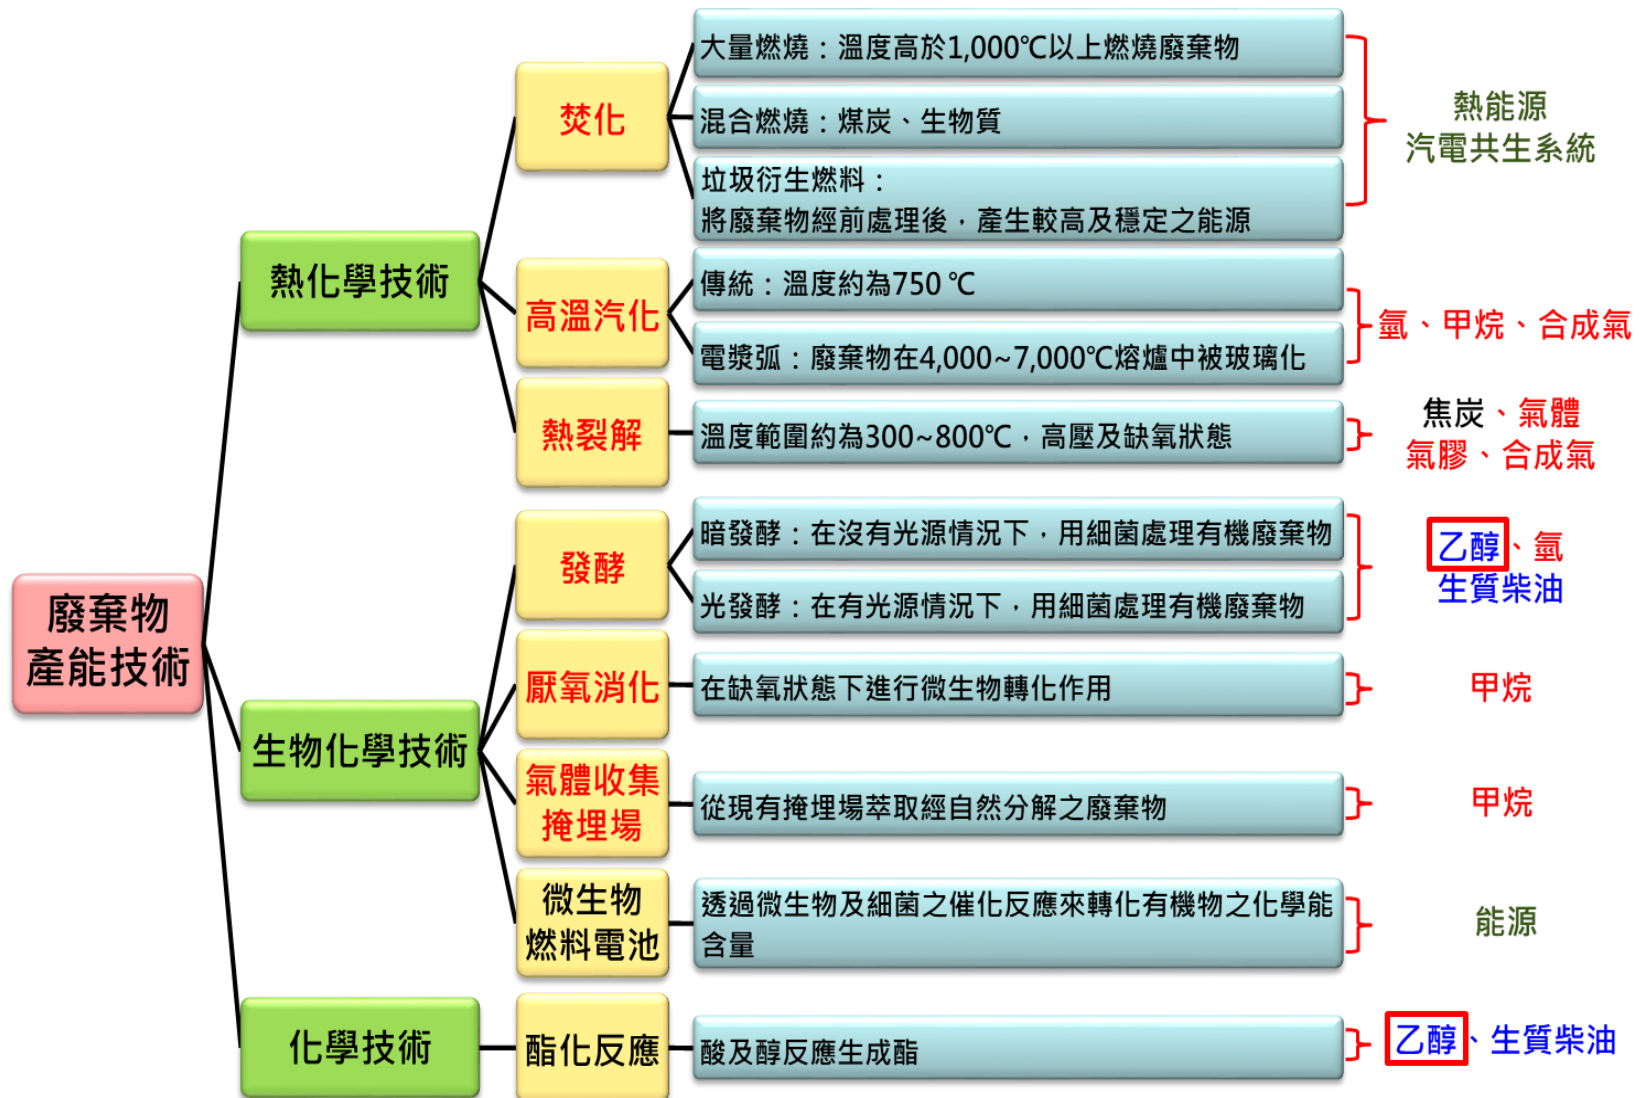 廢棄物
產能技術
熱化學技術
焚化
大量燃燒：溫度高於1,000℃以上燃燒廢棄物
混合燃燒：煤炭、生物質
垃圾衍生燃料：
將廢棄物經前處理後，產生較高及穩定之能源
熱能源
汽電共生系統
高溫汽化
傳統：溫度約為750 ℃
電漿弧：廢棄物在4,000~7,000℃熔爐中被玻璃化
氫、甲烷、合成氣
熱裂解
溫度範圍約為300~800℃，高壓及缺氧狀態
焦炭、氣體
氣膠、合成氣
生物化學技術
發酵
暗發酵：在沒有光源情況下，用細菌處理有機廢棄物
光發酵：在有光源情況下，用細菌處理有機廢棄物
乙醇、氫
生質柴油
厭氧消化
在缺氧狀態下進行微生物轉化作用
甲烷
氣體收集
掩埋場
從現有掩埋場萃取經自然分解之廢棄物
甲烷
微生物
燃料電池
透過微生物及細菌之催化反應來轉化有機物之化學能
含量
能源
化學技術
酯化反應
酸及醇反應生成酯
乙醇、生質柴油